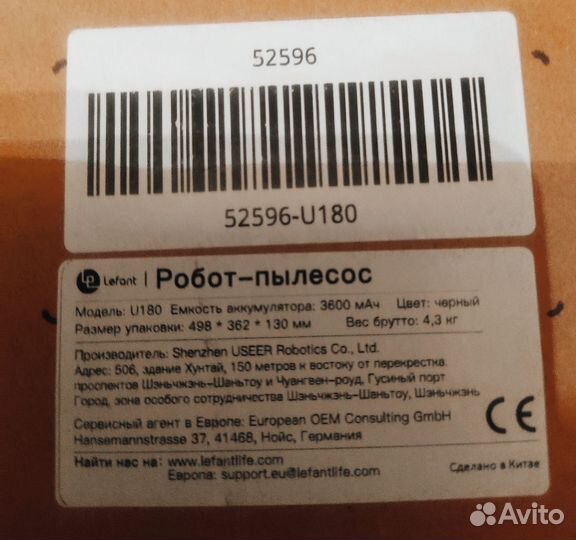 52596
52596-U180
Lefant | Робот-пылесос
Модель: U180 Емкость аккумулятора: 3600 мАч Цвет: черный
Размер упаковки: 498 * 362 * 130 мм Вес брутто: 4,3 кг
Производитель: Shenzhen USEER Robotics Co., Ltd.
Адрес: 506, здание Хунтай, 150 метров к востоку от перекрестка
проспектов Шэньчжэнь-Шаньтоу и Чуангвен-роуд, Гусиный порт
Город, зона особого сотрудничества Шэньчжэнь-Шаньтоу, Шэньчжэнь
Сервисный агент в Европе: European OEM Consulting GmbH
Hansemannstrasse 37, 41468, Нойс, Германия
CE
Найти нас на: www.lefantlife.com
Европа: support.eu@lefantlife.com
Сделано в Китае
Avito